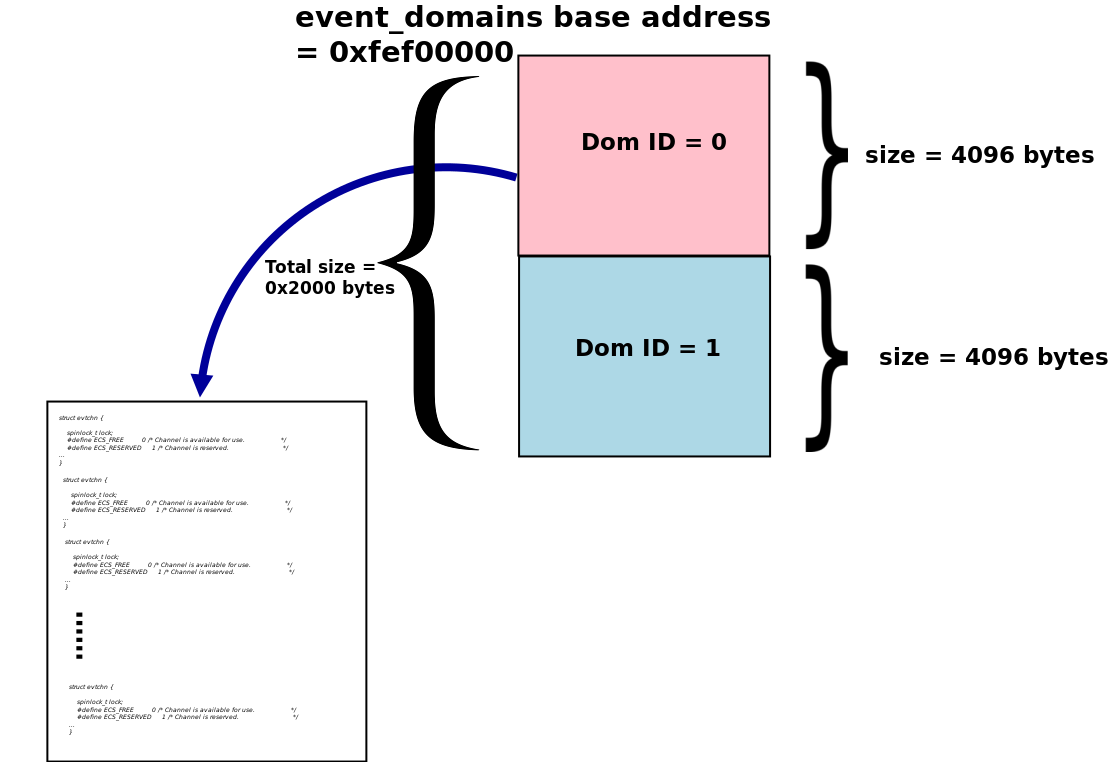 event_domains base address
= 0xfef00000
Dom ID = 0
size = 4096 bytes
Total size =
0x2000 bytes
Dom ID = 1
size = 4096 bytes
struct evtchn {
spinlock_t lock;
#define ECS_FREE 0 /* Channel is available for use. */
#define ECS_RESERVED 1 /* Channel is reserved. */
...
}
struct evtchn {
spinlock_t lock;
#define ECS_FREE 0 /* Channel is available for use. */
#define ECS_RESERVED 1 /* Channel is reserved. */
...
}
struct evtchn {
spinlock_t lock;
#define ECS_FREE 0 /* Channel is available for use. */
#define ECS_RESERVED 1 /* Channel is reserved. */
...
}
struct evtchn {
spinlock_t lock;
#define ECS_FREE 0 /* Channel is available for use. */
#define ECS_RESERVED 1 /* Channel is reserved. */
...
}